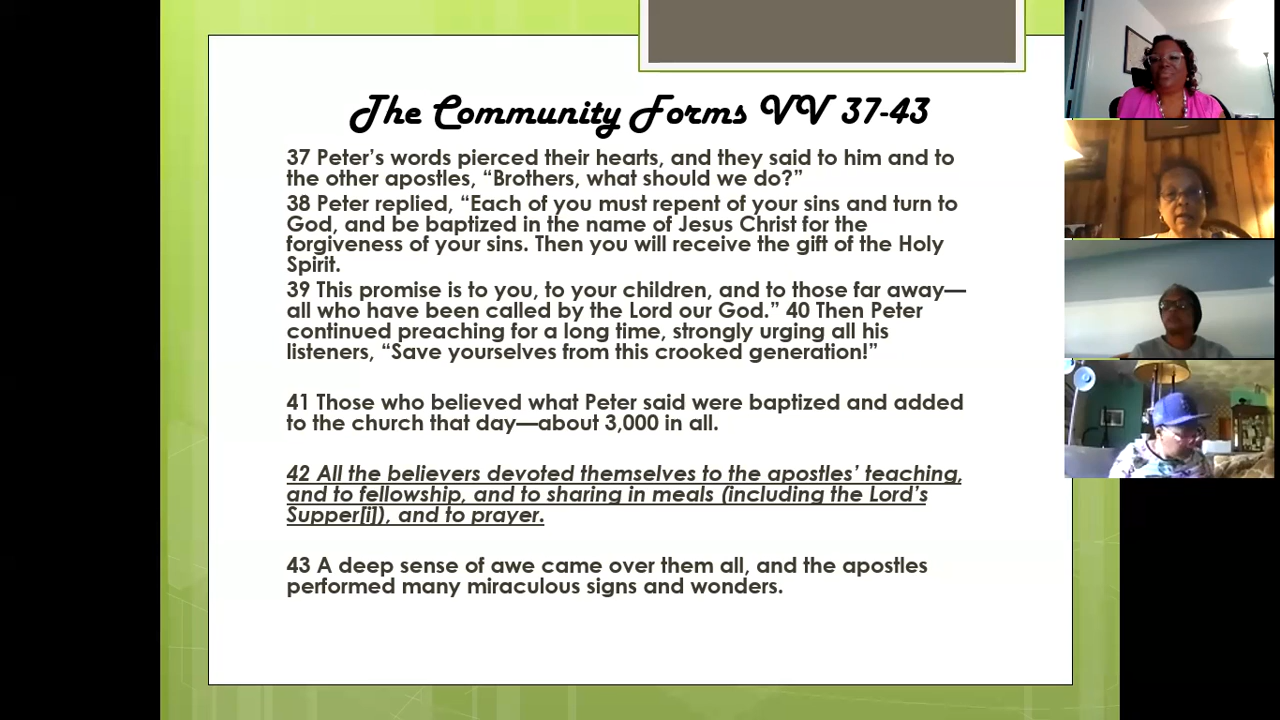 The Community Forms VV 37-43
37 Peter’s words pierced their hearts, and they said to him and to
the other apostles, “Brothers, what should we do?”
38 Peter replied, “Each of you must repent of your sins and turn to
God, and be baptized in the name of Jesus Christ for the
forgiveness of your sins. Then you will receive the gift of the Holy
Spirit.
39 This promise is to you, to your children, and to those far away—
all who have been called by the Lord our God.” 40 Then Peter
continued preaching for a long time, strongly urging all his
listeners, “Save yourselves from this crooked generation!”
41 Those who believed what Peter said were baptized and added
to the church that day—about 3,000 in all.
42 All the believers devoted themselves to the apostles’ teaching,
and to fellowship, and to sharing in meals (including the Lord’s
Supper[i]), and to prayer.
43 A deep sense of awe came over them all, and the apostles
performed many miraculous signs and wonders.